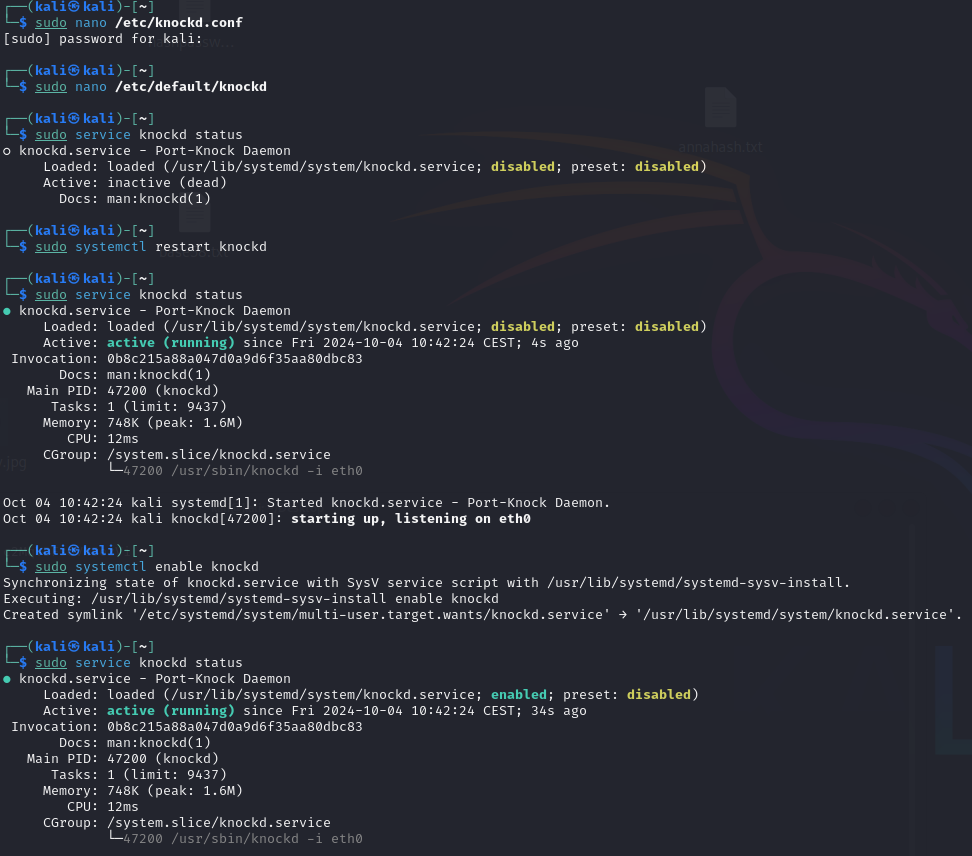 ┌──(kali㉿kali)-[~]
└─$ sudo nano /etc/knockd.conf
[sudo] password for kali:
┌──(kali㉿kali)-[~]
└─$ sudo nano /etc/default/knockd
┌──(kali㉿kali)-[~]
└─$ sudo service knockd status
○ knockd.service - Port-Knock Daemon
     Loaded: loaded (/usr/lib/systemd/system/knockd.service; disabled; preset: disabled)
     Active: inactive (dead)
       Docs: man:knockd(1)
┌──(kali㉿kali)-[~]
└─$ sudo systemctl restart knockd
┌──(kali㉿kali)-[~]
└─$ sudo service knockd status
● knockd.service - Port-Knock Daemon
     Loaded: loaded (/usr/lib/systemd/system/knockd.service; disabled; preset: disabled)
     Active: active (running) since Fri 2024-10-04 10:42:24 CEST; 4s ago
 Invocation: 0b8c215a88a047d0a9d6f35aa80dbc83
       Docs: man:knockd(1)
   Main PID: 47200 (knockd)
      Tasks: 1 (limit: 9437)
     Memory: 748K (peak: 1.6M)
        CPU: 12ms
     CGroup: /system.slice/knockd.service
             └─47200 /usr/sbin/knockd -i eth0
Oct 04 10:42:24 kali systemd[1]: Started knockd.service - Port-Knock Daemon.
Oct 04 10:42:24 kali knockd[47200]: starting up, listening on eth0
┌──(kali㉿kali)-[~]
└─$ sudo systemctl enable knockd
Synchronizing state of knockd.service with SysV service script with /usr/lib/systemd/systemd-sysv-install.
Executing: /usr/lib/systemd/systemd-sysv-install enable knockd
Created symlink '/etc/systemd/system/multi-user.target.wants/knockd.service' → '/usr/lib/systemd/system/knockd.service'.
┌──(kali㉿kali)-[~]
└─$ sudo service knockd status
● knockd.service - Port-Knock Daemon
     Loaded: loaded (/usr/lib/systemd/system/knockd.service; enabled; preset: disabled)
     Active: active (running) since Fri 2024-10-04 10:42:24 CEST; 34s ago
 Invocation: 0b8c215a88a047d0a9d6f35aa80dbc83
       Docs: man:knockd(1)
   Main PID: 47200 (knockd)
      Tasks: 1 (limit: 9437)
     Memory: 748K (peak: 1.6M)
        CPU: 12ms
     CGroup: /system.slice/knockd.service
             └─47200 /usr/sbin/knockd -i eth0
annahash.txt
.jpg